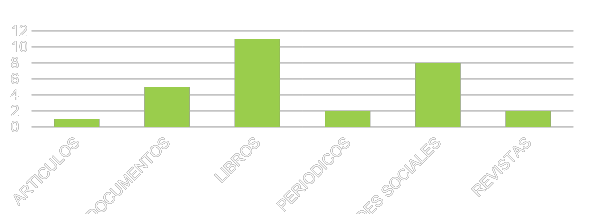 12
10
8
6
4
2
0
ARTICULOS
DOCUMENTOS
LIBROS
PERIODICOS
DES SOCIALES
REVISTAS